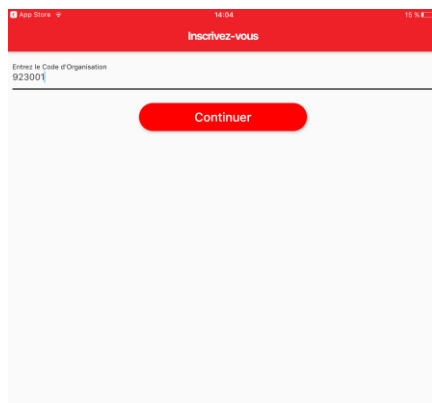 App Store 14:04 15 %
Inscrivez-vous
Entrez le Code d'Organisation
923001
Continuer